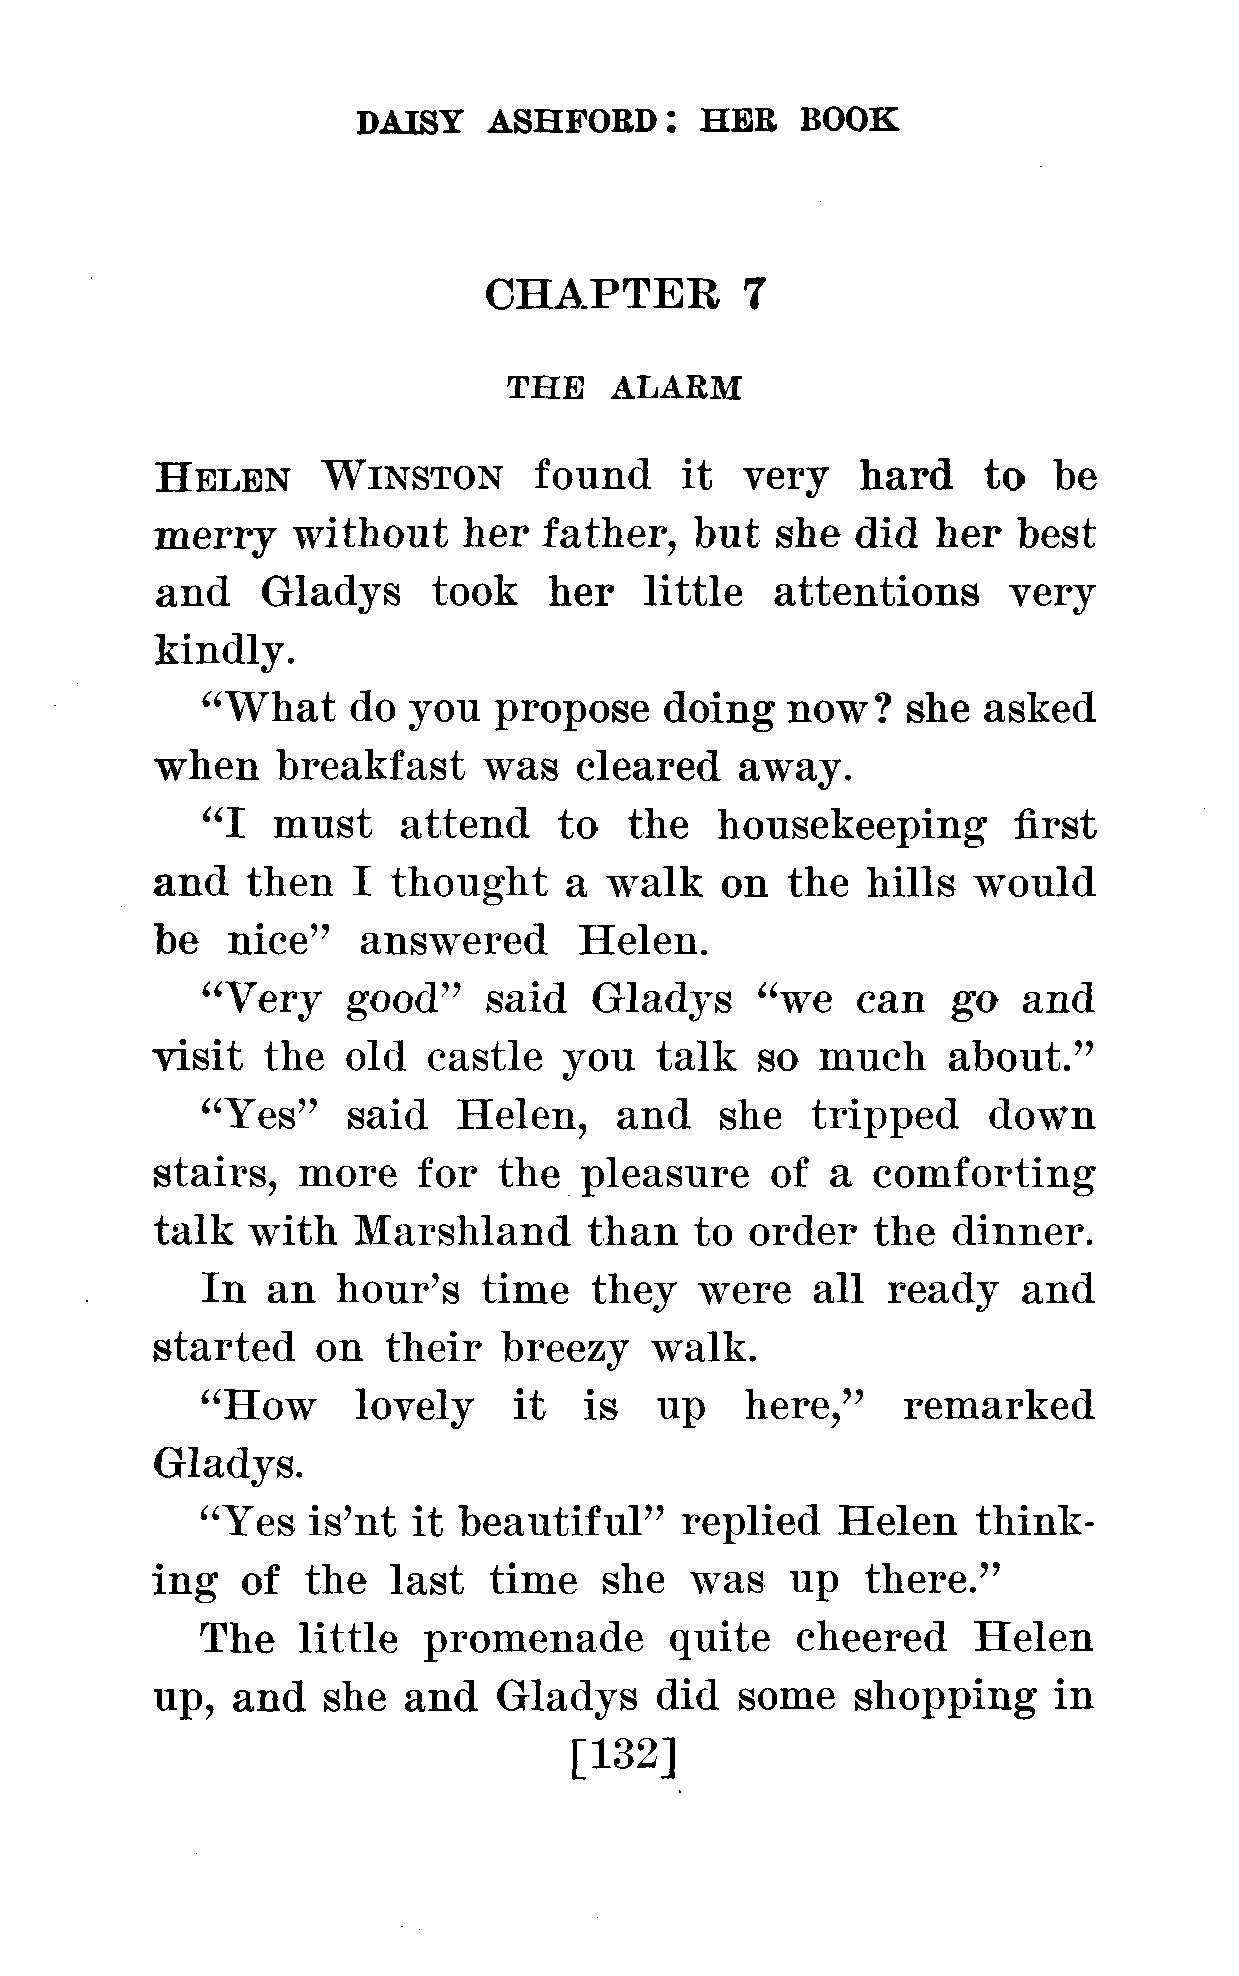 DAISY ASHFORD: HER BOOK
CHAPTER 7
THE ALARM
HELEN WINSTON found it very hard to be
merry without her father, but she did her best
and Gladys took her little attentions very
kindly.
“What do you propose doing now? she asked
when breakfast was cleared away.
“I must attend to the housekeeping first
and then I thought a walk on the hills would
be nice” answered Helen.
“Very good” said Gladys “we can go and
visit the old castle you talk so much about.”
“Yes” said Helen, and she tripped down
stairs, more for the pleasure of a comforting
talk with Marshland than to order the dinner.
In an hour’s time they were all ready and
started on their breezy walk.
“How lovely it is up here,” remarked
Gladys.
“Yes is’nt it beautiful” replied Helen think-
ing of the last time she was up there.”
The little promenade quite cheered Helen
up, and she and Gladys did some shopping in
[132]